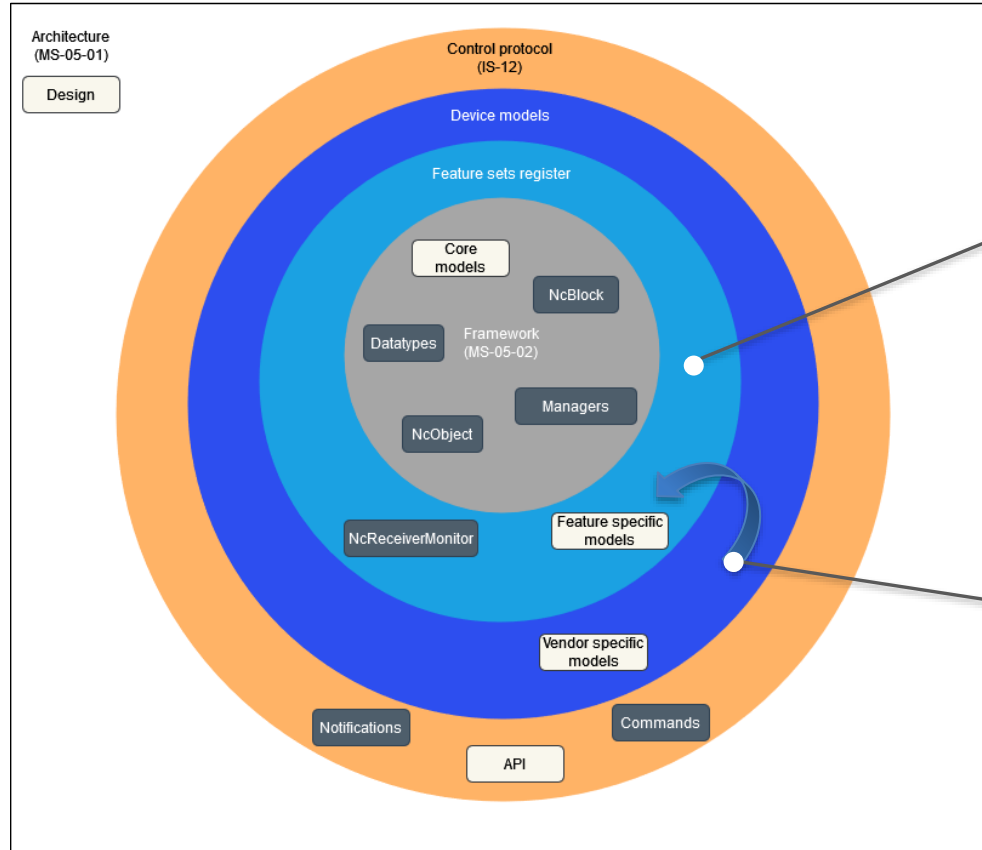 Architecture
(MS-05-01)
Design
Control protocol
(IS-12)
Device models
Feature sets register
Core
models
NcBlock
Datatypes
Framework
(MS-05-02)
Managers
NcObject
NcReceiverMonitor
Feature specific
models
Vendor specific
models
Notifications
Commands
API